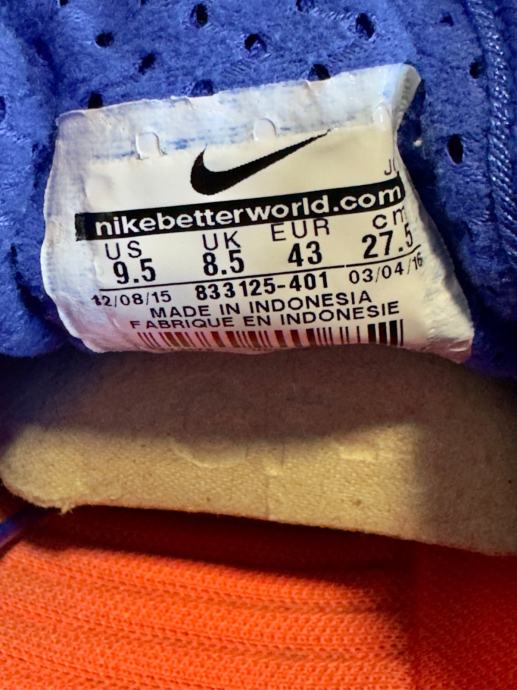 nikebetterworld.com
US UK EUR cm
9.5 8.5 43 27.5
12/08/15 833125-401 03/04/16
MADE IN INDONESIA
FABRIQUE EN INDONESIE